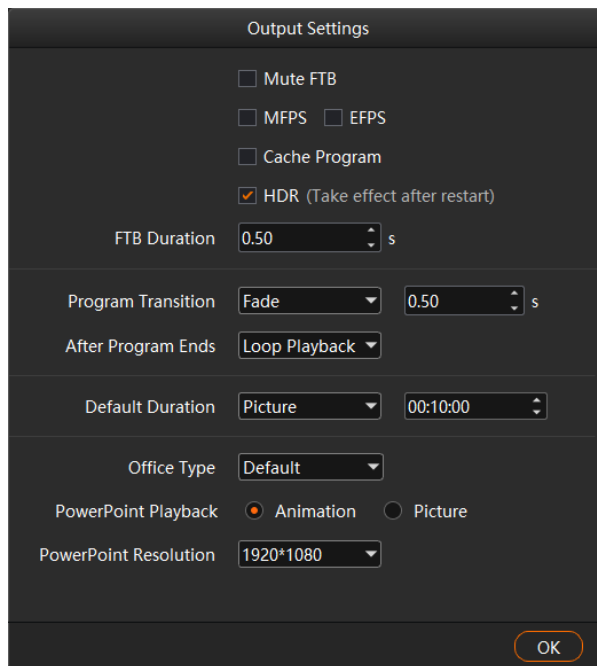 Output Settings
Mute FTB
MFPS EFPS
Cache Program
HDR (Take effect after restart)
FTB Duration 0.50 s
Program Transition Fade 0.50 s
After Program Ends Loop Playback
Default Duration Picture 00:10:00
Office Type Default
PowerPoint Playback Animation Picture
PowerPoint Resolution 1920*1080
OK